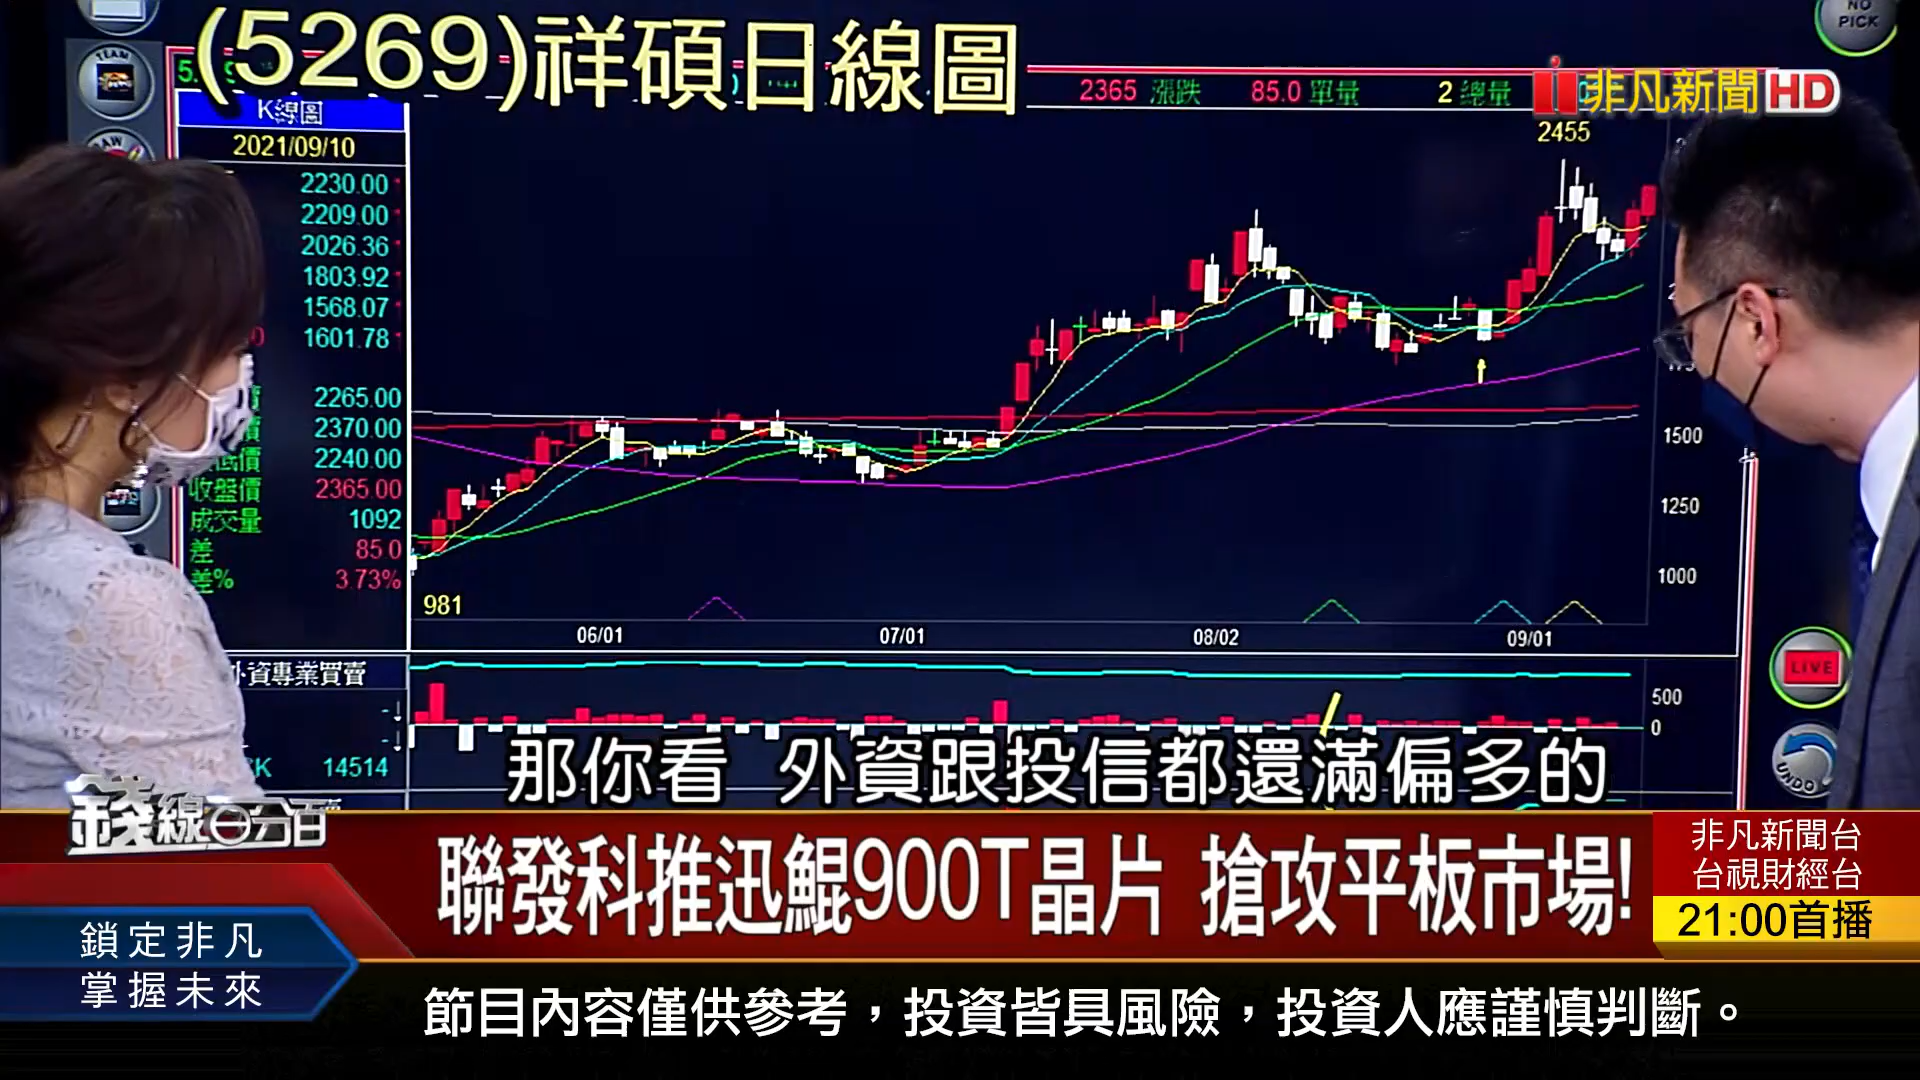 (5269)祥碩日線圖
NO
PICK
TEAM
2365 漲跌 85.0 單量 2 總量
非凡新聞HD
K線圖
2455
2021/09/10
2230.00
2209.00
2026.36
1803.92
1568.07
1601.78
2265.00
2370.00
低價 2240.00
收盤價 2365.00
成交量 1092
差 85.0
差% 3.73%
1500
1250
1000
981
06/01 07/01 08/02 09/01
外資專業買賣
500
0
14514
LIVE
UNDO
那你看 外資跟投信都還滿偏多的
錢線百分百
聯發科推迅鯤900T晶片 搶攻平板市場!
非凡新聞台
台視財經台
21:00首播
鎖定非凡
掌握未來
節目內容僅供參考，投資皆具風險，投資人應謹慎判斷。